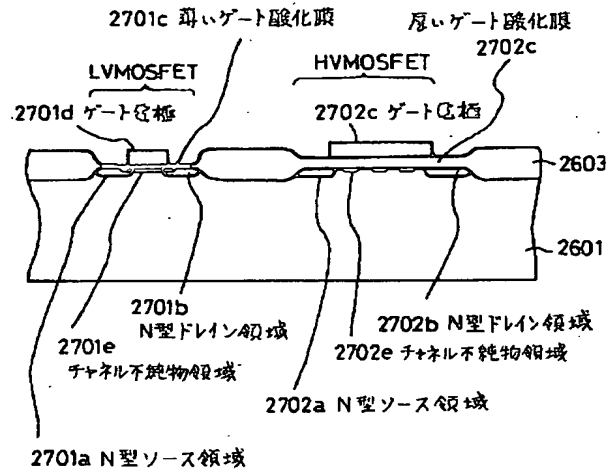 2701c 薄いゲート酸化膜
厚いゲート酸化膜
2702c
LVMOSFET
HVMOSFET
2701d ゲート電極
2702c ゲート電極
2603
2601
2701b
N型ドレイン領域
2702b N型ドレイン領域
2701e
チャネル不純物領域
2702e チャネル不純物領域
2702a N型ソース領域
2701a N型ソース領域